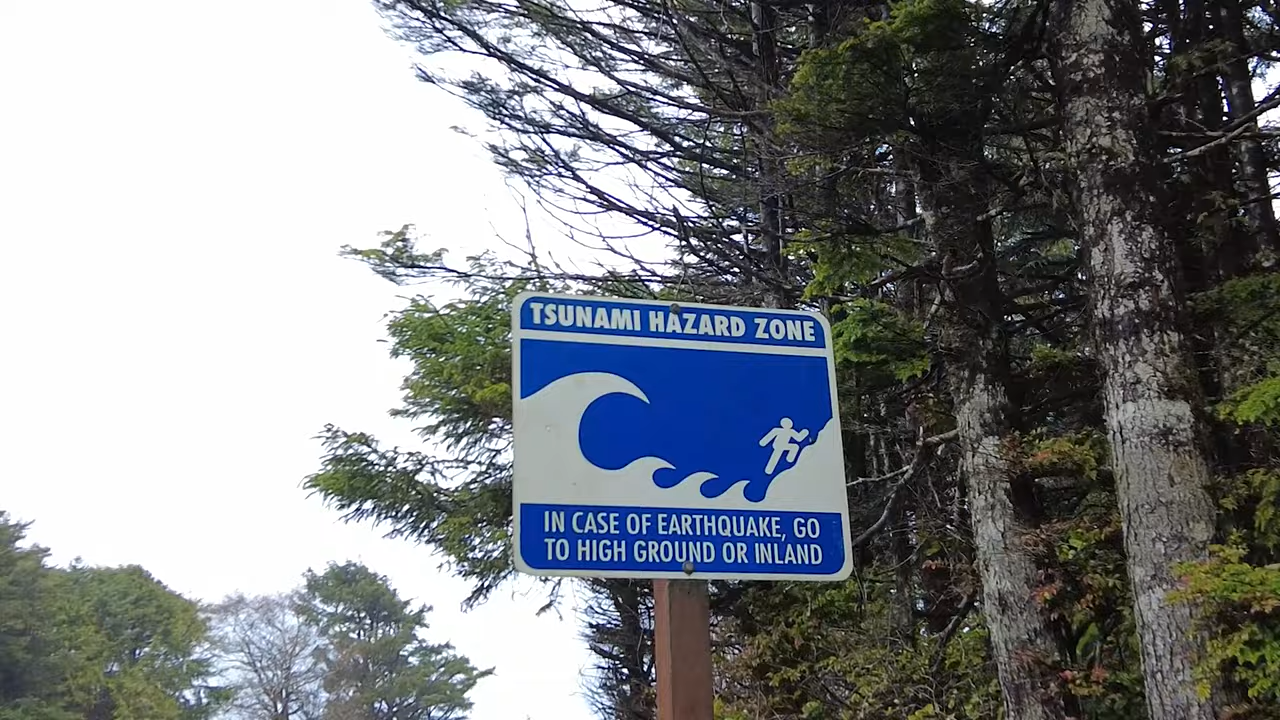 TSUNAMI HAZARD ZONE
IN CASE OF EARTHQUAKE, GO
TO HIGH GROUND OR INLAND